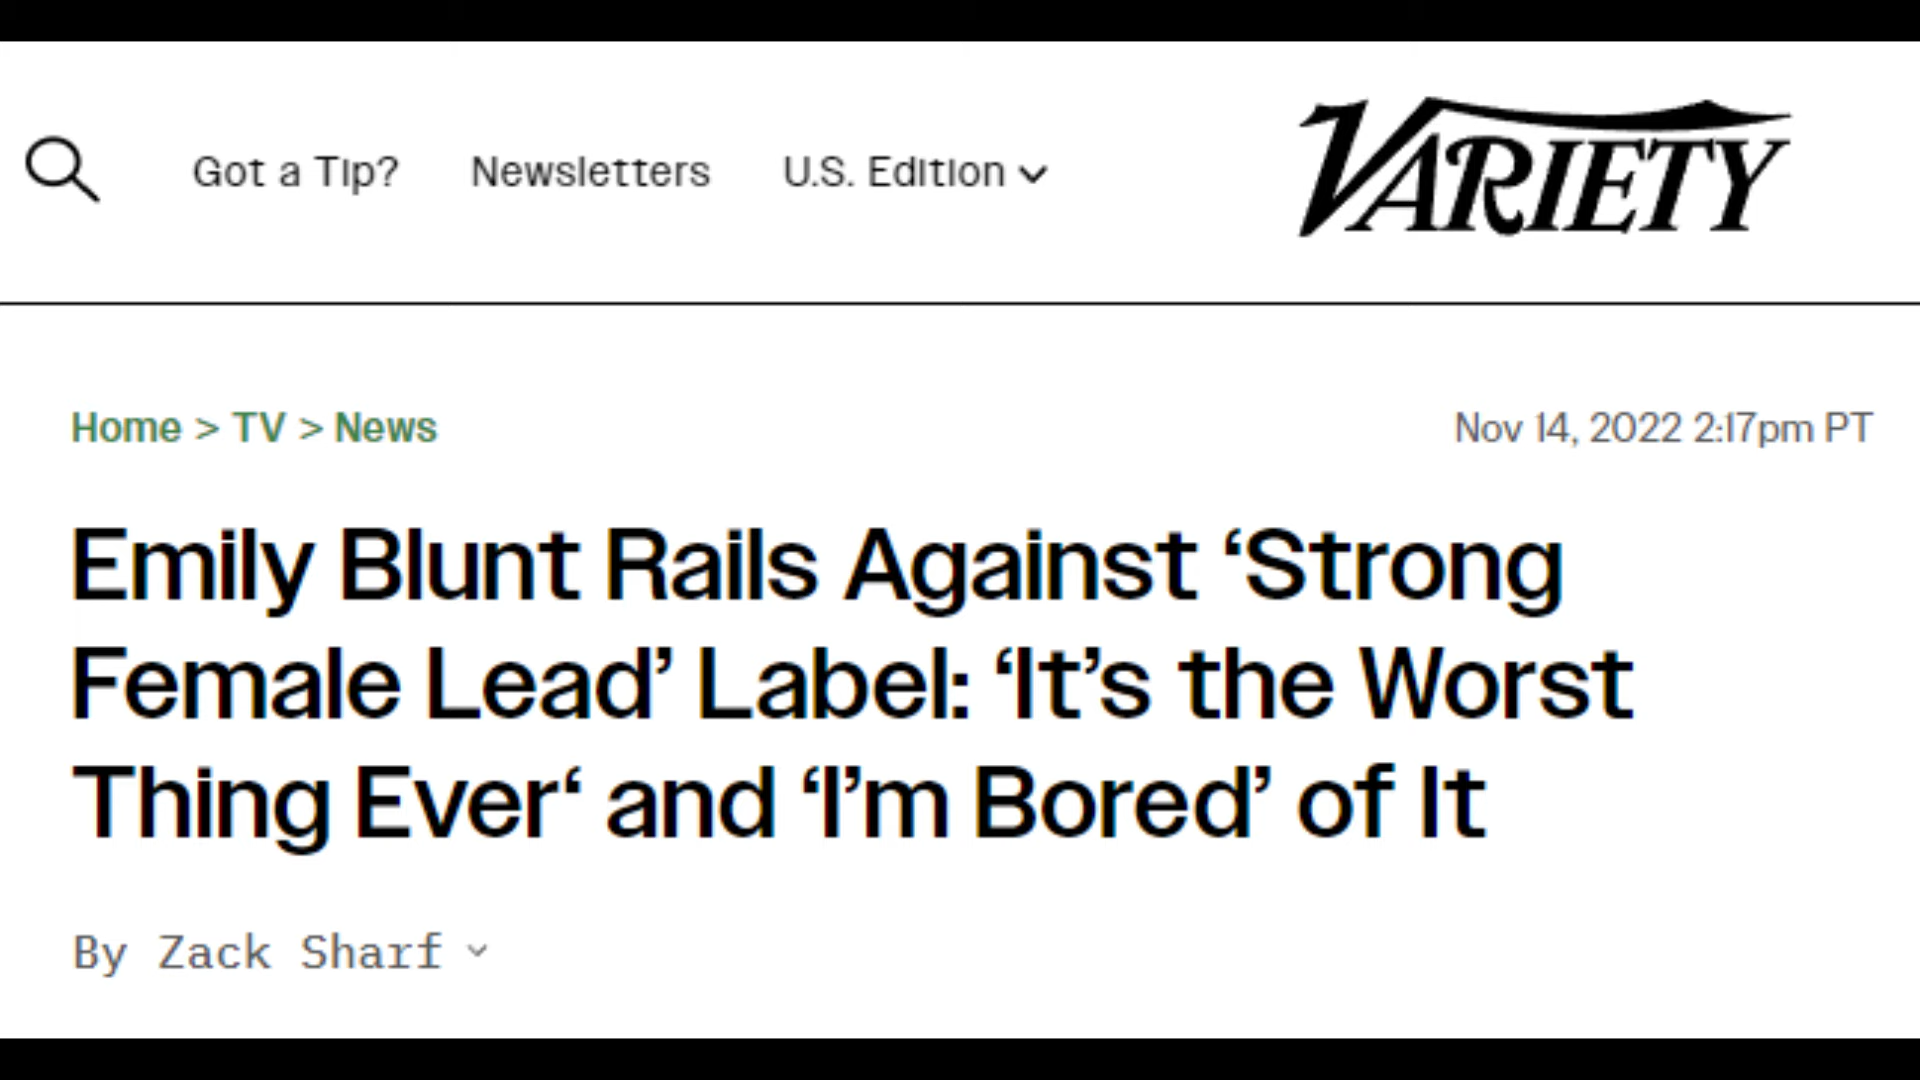 Got a Tip? Newsletters U.S. Edition VARIETY
Home > TV > News Nov 14, 2022 2:17pm PT
Emily Blunt Rails Against ‘Strong
Female Lead’ Label: ‘It’s the Worst
Thing Ever‘ and ‘I’m Bored’ of It
By Zack Sharf